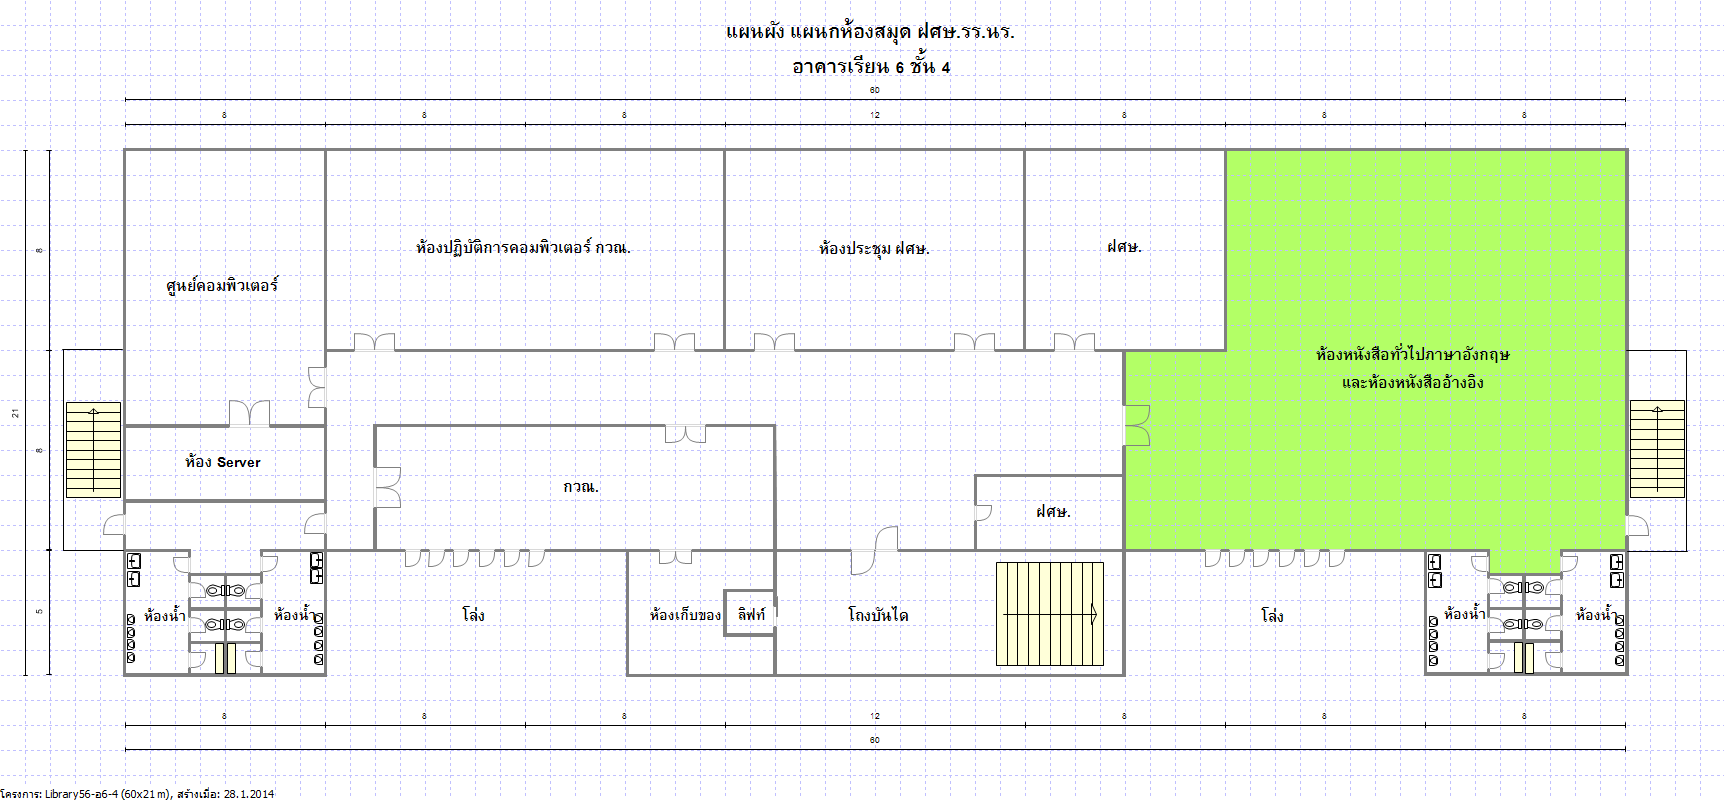 แผนผัง แผนกห้องสมุด ฝศษ.รร.นร.
อาคารเรียน 6 ชั้น 4
60
8 8 8 12 8 8 8
ห้องปฏิบัติการคอมพิวเตอร์ กวณ.
ห้องประชุม ฝศษ.
ฝศษ.
8
ศูนย์คอมพิวเตอร์
ห้องหนังสือทั่วไปภาษาอังกฤษ
และห้องหนังสืออ้างอิง
21
8
ห้อง Server
กวณ.
ฝศษ.
5
ห้องน้ำ
ห้องน้ำ
โล่ง
ห้องเก็บของ
ลิฟท์
โถงบันได
โล่ง
ห้องน้ำ
ห้องน้ำ
8 8 8 12 8 8 8
60
โครงการ: Library56-อ6-4 (60x21 m), สร้างเมื่อ: 28.1.2014